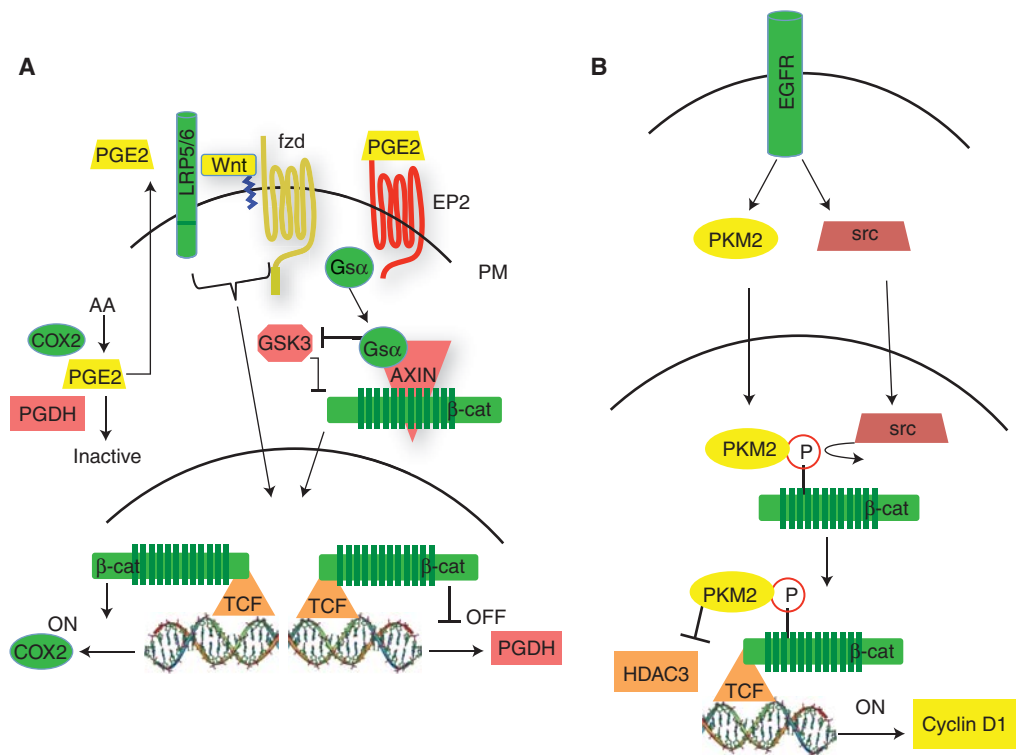 A
PGE2
LRP5/6
Wnt
fzd
PGE2
EP2
PM
Gsα
AA
COX2
PGE2
PGDH
Inactive
GSK3
Gsα
AXIN
β-cat
β-cat
TCF
ON
COX2
β-cat
TCF
OFF
PGDH
B
EGFR
PKM2
src
src
PKM2
P
β-cat
PKM2
P
β-cat
HDAC3
TCF
ON
Cyclin D1